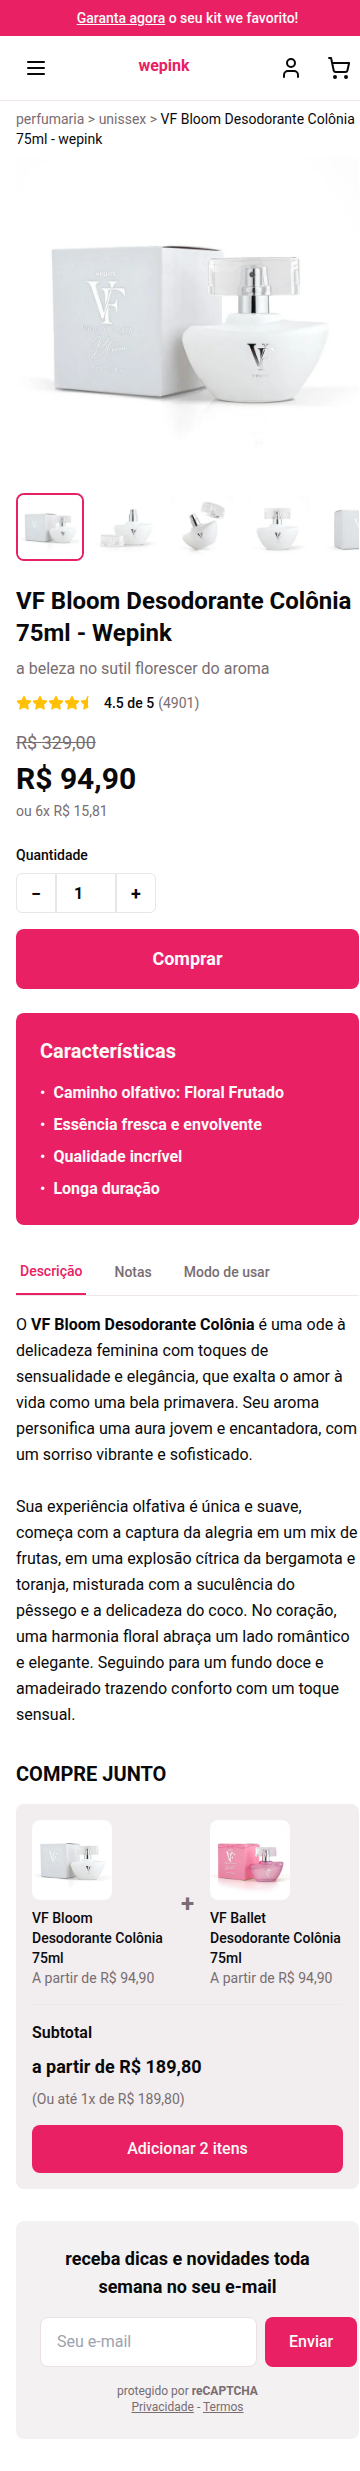 Garanta agora o seu kit we favorito!
wepink
perfumaria > unissex > VF Bloom Desodorante Colônia
75ml - wepink
VF
VF
VF Bloom Desodorante Colônia
75ml - Wepink
a beleza no sutil florescer do aroma
4.5 de 5 (4901)
R$ 329,00
R$ 94,90
ou 6x R$ 15,81
Quantidade
− 1 +
Comprar
Características
• Caminho olfativo: Floral Frutado
• Essência fresca e envolvente
• Qualidade incrível
• Longa duração
Descrição Notas Modo de usar
O VF Bloom Desodorante Colônia é uma ode à
delicadeza feminina com toques de
sensualidade e elegância, que exalta o amor à
vida como uma bela primavera. Seu aroma
personifica uma aura jovem e encantadora, com
um sorriso vibrante e sofisticado.
Sua experiência olfativa é única e suave,
começa com a captura da alegria em um mix de
frutas, em uma explosão cítrica da bergamota e
toranja, misturada com a suculência do
pêssego e a delicadeza do coco. No coração,
uma harmonia floral abraça um lado romântico
e elegante. Seguindo para um fundo doce e
amadeirado trazendo conforto com um toque
sensual.
COMPRE JUNTO
VF Bloom
Desodorante Colônia
75ml
A partir de R$ 94,90
+
VF Ballet
Desodorante Colônia
75ml
A partir de R$ 94,90
Subtotal
a partir de R$ 189,80
(Ou até 1x de R$ 189,80)
Adicionar 2 itens
receba dicas e novidades toda
semana no seu e-mail
Seu e-mail Enviar
protegido por reCAPTCHA
Privacidade - Termos